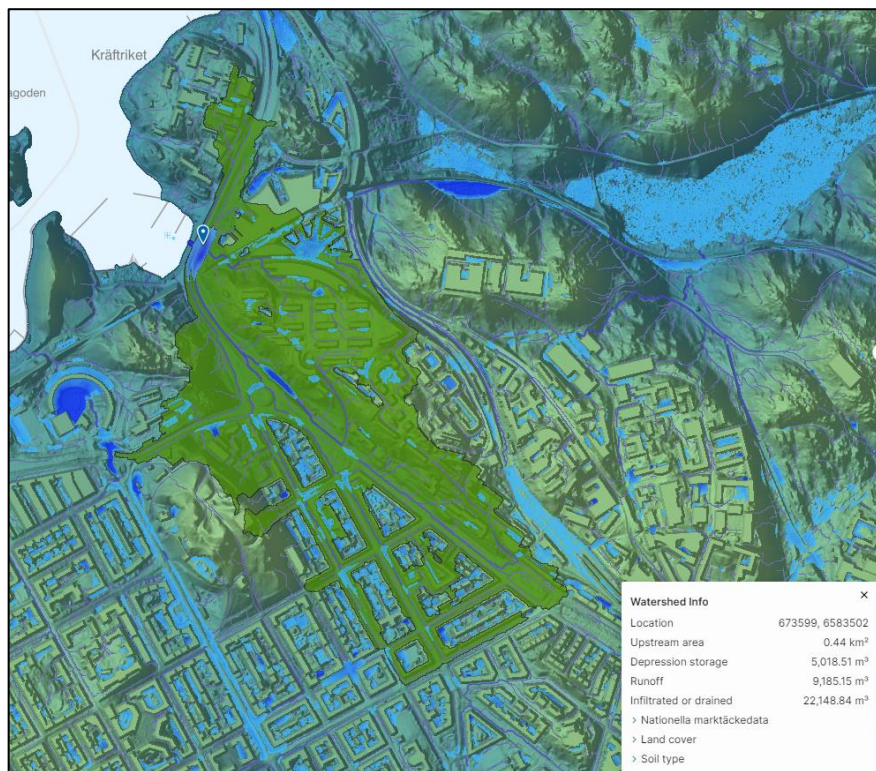 Kräftriket
agoden
Watershed Info ×
Location 673599, 6583502
Upstream area 0.44 km²
Depression storage 5,018.51 m³
Runoff 9,185.15 m³
Infiltrated or drained 22,148.84 m³
> Nationella marktäckedata
> Land cover
> Soil type